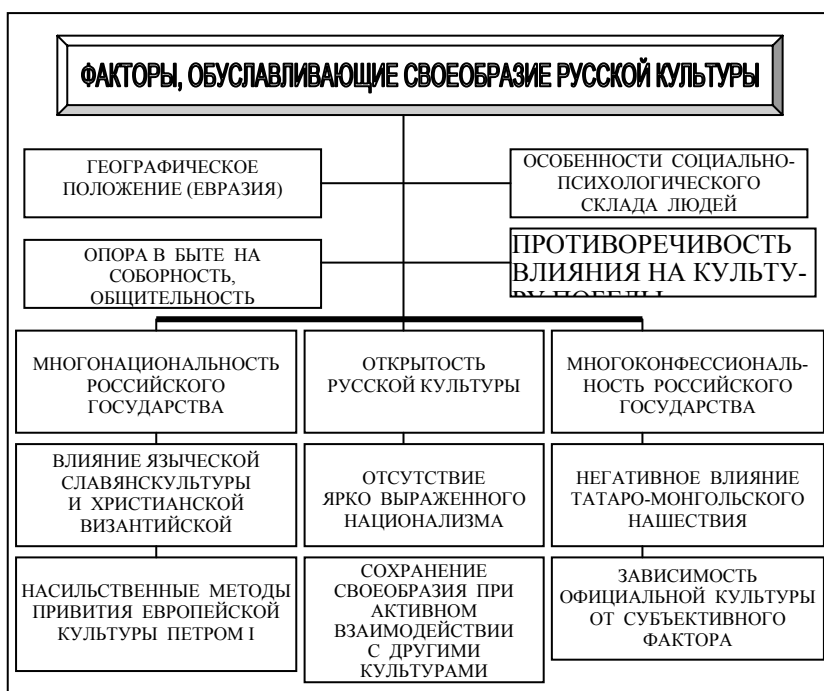 ФАКТОРЫ, ОБУСЛАВЛИВАЮЩИЕ СВОЕОБРАЗИЕ РУССКОЙ КУЛЬТУРЫ
ГЕОГРАФИЧЕСКОЕ
ПОЛОЖЕНИЕ (ЕВРАЗИЯ)
ОСОБЕННОСТИ СОЦИАЛЬНО-
ПСИХОЛОГИЧЕСКОГО
СКЛАДА ЛЮДЕЙ
ОПОРА В БЫТЕ НА
СОБОРНОСТЬ,
ОБЩИТЕЛЬНОСТЬ
ПРОТИВОРЕЧИВОСТЬ
ВЛИЯНИЯ НА КУЛЬТУ-
РУ ПОБЕДЫ
МНОГОНАЦИОНАЛЬНОСТЬ
РОССИЙСКОГО
ГОСУДАРСТВА
ОТКРЫТОСТЬ
РУССКОЙ КУЛЬТУРЫ
МНОГОКОНФЕССИОНАЛЬ-
НОСТЬ РОССИЙСКОГО
ГОСУДАРСТВА
ВЛИЯНИЕ ЯЗЫЧЕСКОЙ
СЛАВЯНСКУЛЬТУРЫ
И ХРИСТИАНСКОЙ
ВИЗАНТИЙСКОЙ
ОТСУТСТВИЕ
ЯРКО ВЫРАЖЕННОГО
НАЦИОНАЛИЗМА
НЕГАТИВНОЕ ВЛИЯНИЕ
ТАТАРО-МОНГОЛЬСКОГО
НАШЕСТВИЯ
НАСИЛЬСТВЕННЫЕ МЕТОДЫ
ПРИВИТИЯ ЕВРОПЕЙСКОЙ
КУЛЬТУРЫ ПЕТРОМ I
СОХРАНЕНИЕ
СВОЕОБРАЗИЯ ПРИ
АКТИВНОМ
ВЗАИМОДЕЙСТВИИ
С ДРУГИМИ
КУЛЬТУРАМИ
ЗАВИСИМОСТЬ
ОФИЦИАЛЬНОЙ КУЛЬТУРЫ
ОТ СУБЪЕКТИВНОГО
ФАКТОРА